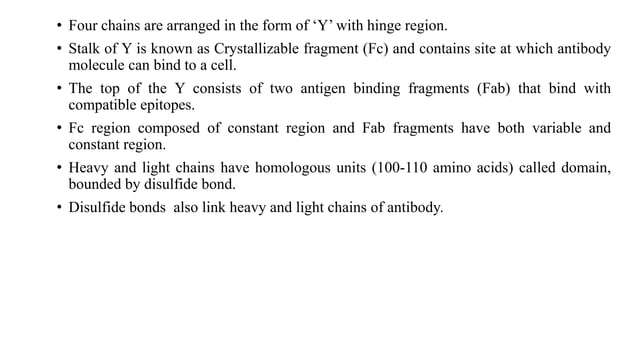 • Four chains are arranged in the form of ‘Y’ with hinge region.
• Stalk of Y is known as Crystallizable fragment (Fc) and contains site at which antibody
molecule can bind to a cell.
• The top of the Y consists of two antigen binding fragments (Fab) that bind with
compatible epitopes.
• Fc region composed of constant region and Fab fragments have both variable and
constant region.
• Heavy and light chains have homologous units (100-110 amino acids) called domain,
bounded by disulfide bond.
• Disulfide bonds  also link heavy and light chains of antibody.